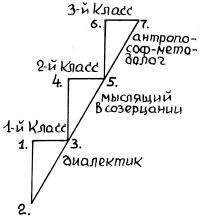 3-й Класс
6. 7.
антропо-
соф-мето-
долог
2-й Класс
4. 5.
мыслящий
в созерцании
1-й Класс
1. 3.
диалектик
2.